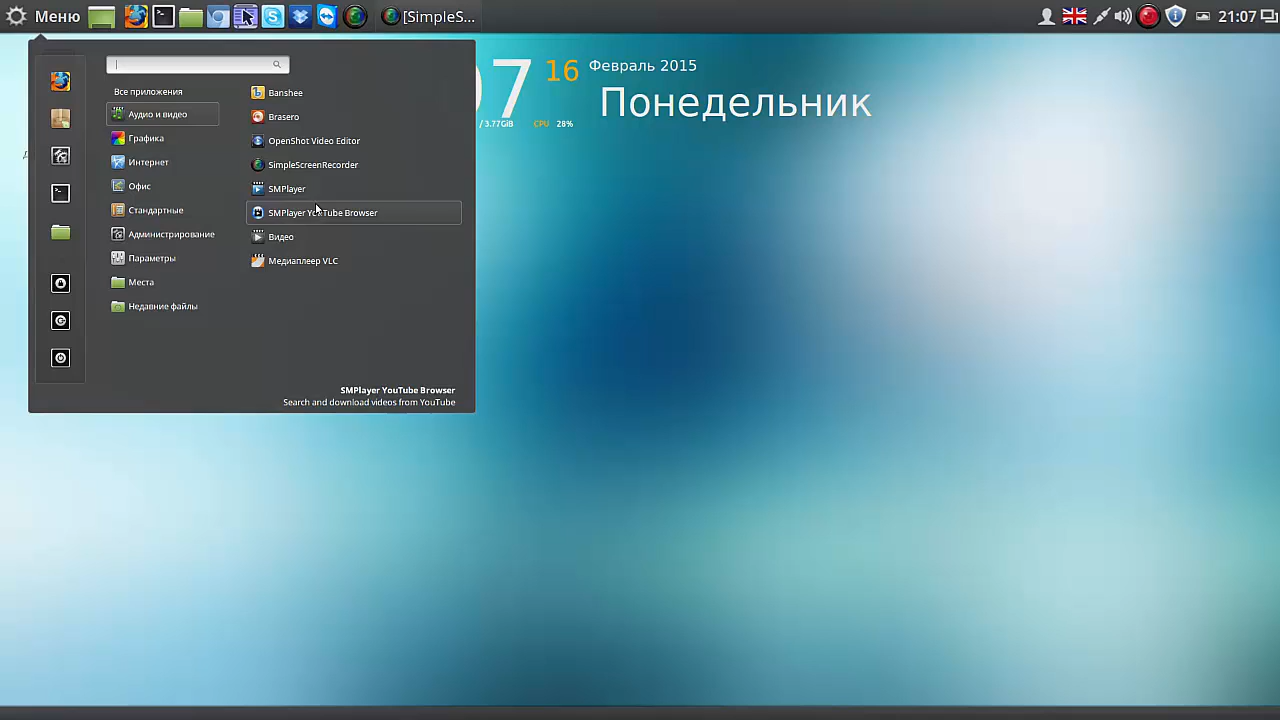 Меню
[SimpleS...
21:07
07
16
Февраль 2015
Понедельник
/ 3.77GiB
CPU 28%
Все приложения
Аудио и видео
Графика
Интернет
Офис
Стандартные
Администрирование
Параметры
Места
Недавние файлы
Banshee
Brasero
OpenShot Video Editor
SimpleScreenRecorder
SMPlayer
SMPlayer YouTube Browser
Видео
Медиаплеер VLC
SMPlayer YouTube Browser
Search and download videos from YouTube